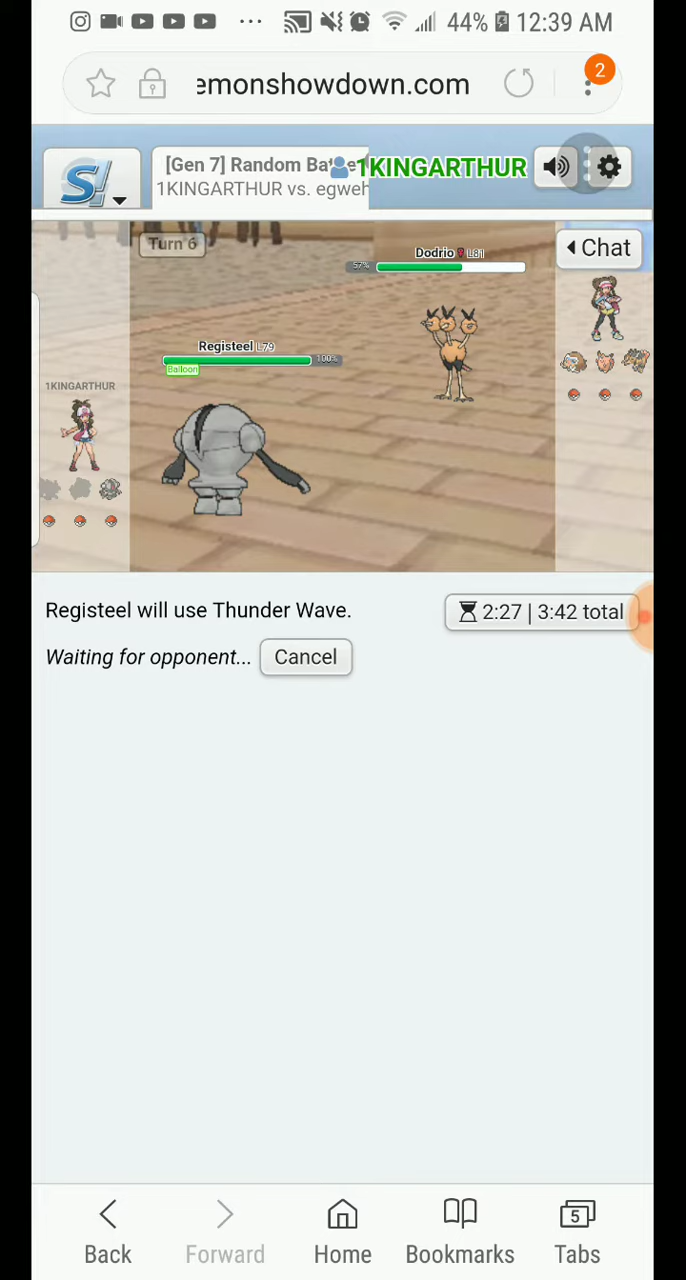 44% 12:39 AM
emonshowdown.com
2
[Gen 7] Random Ba
1KINGARTHUR
1KINGARTHUR vs. egweh
Turn 6
Dodrio L81
57%
Chat
Registeel L79
100%
Balloon
1KINGARTHUR
Registeel will use Thunder Wave.
2:27 | 3:42 total
Waiting for opponent...
Cancel
5
Back
Forward
Home
Bookmarks
Tabs